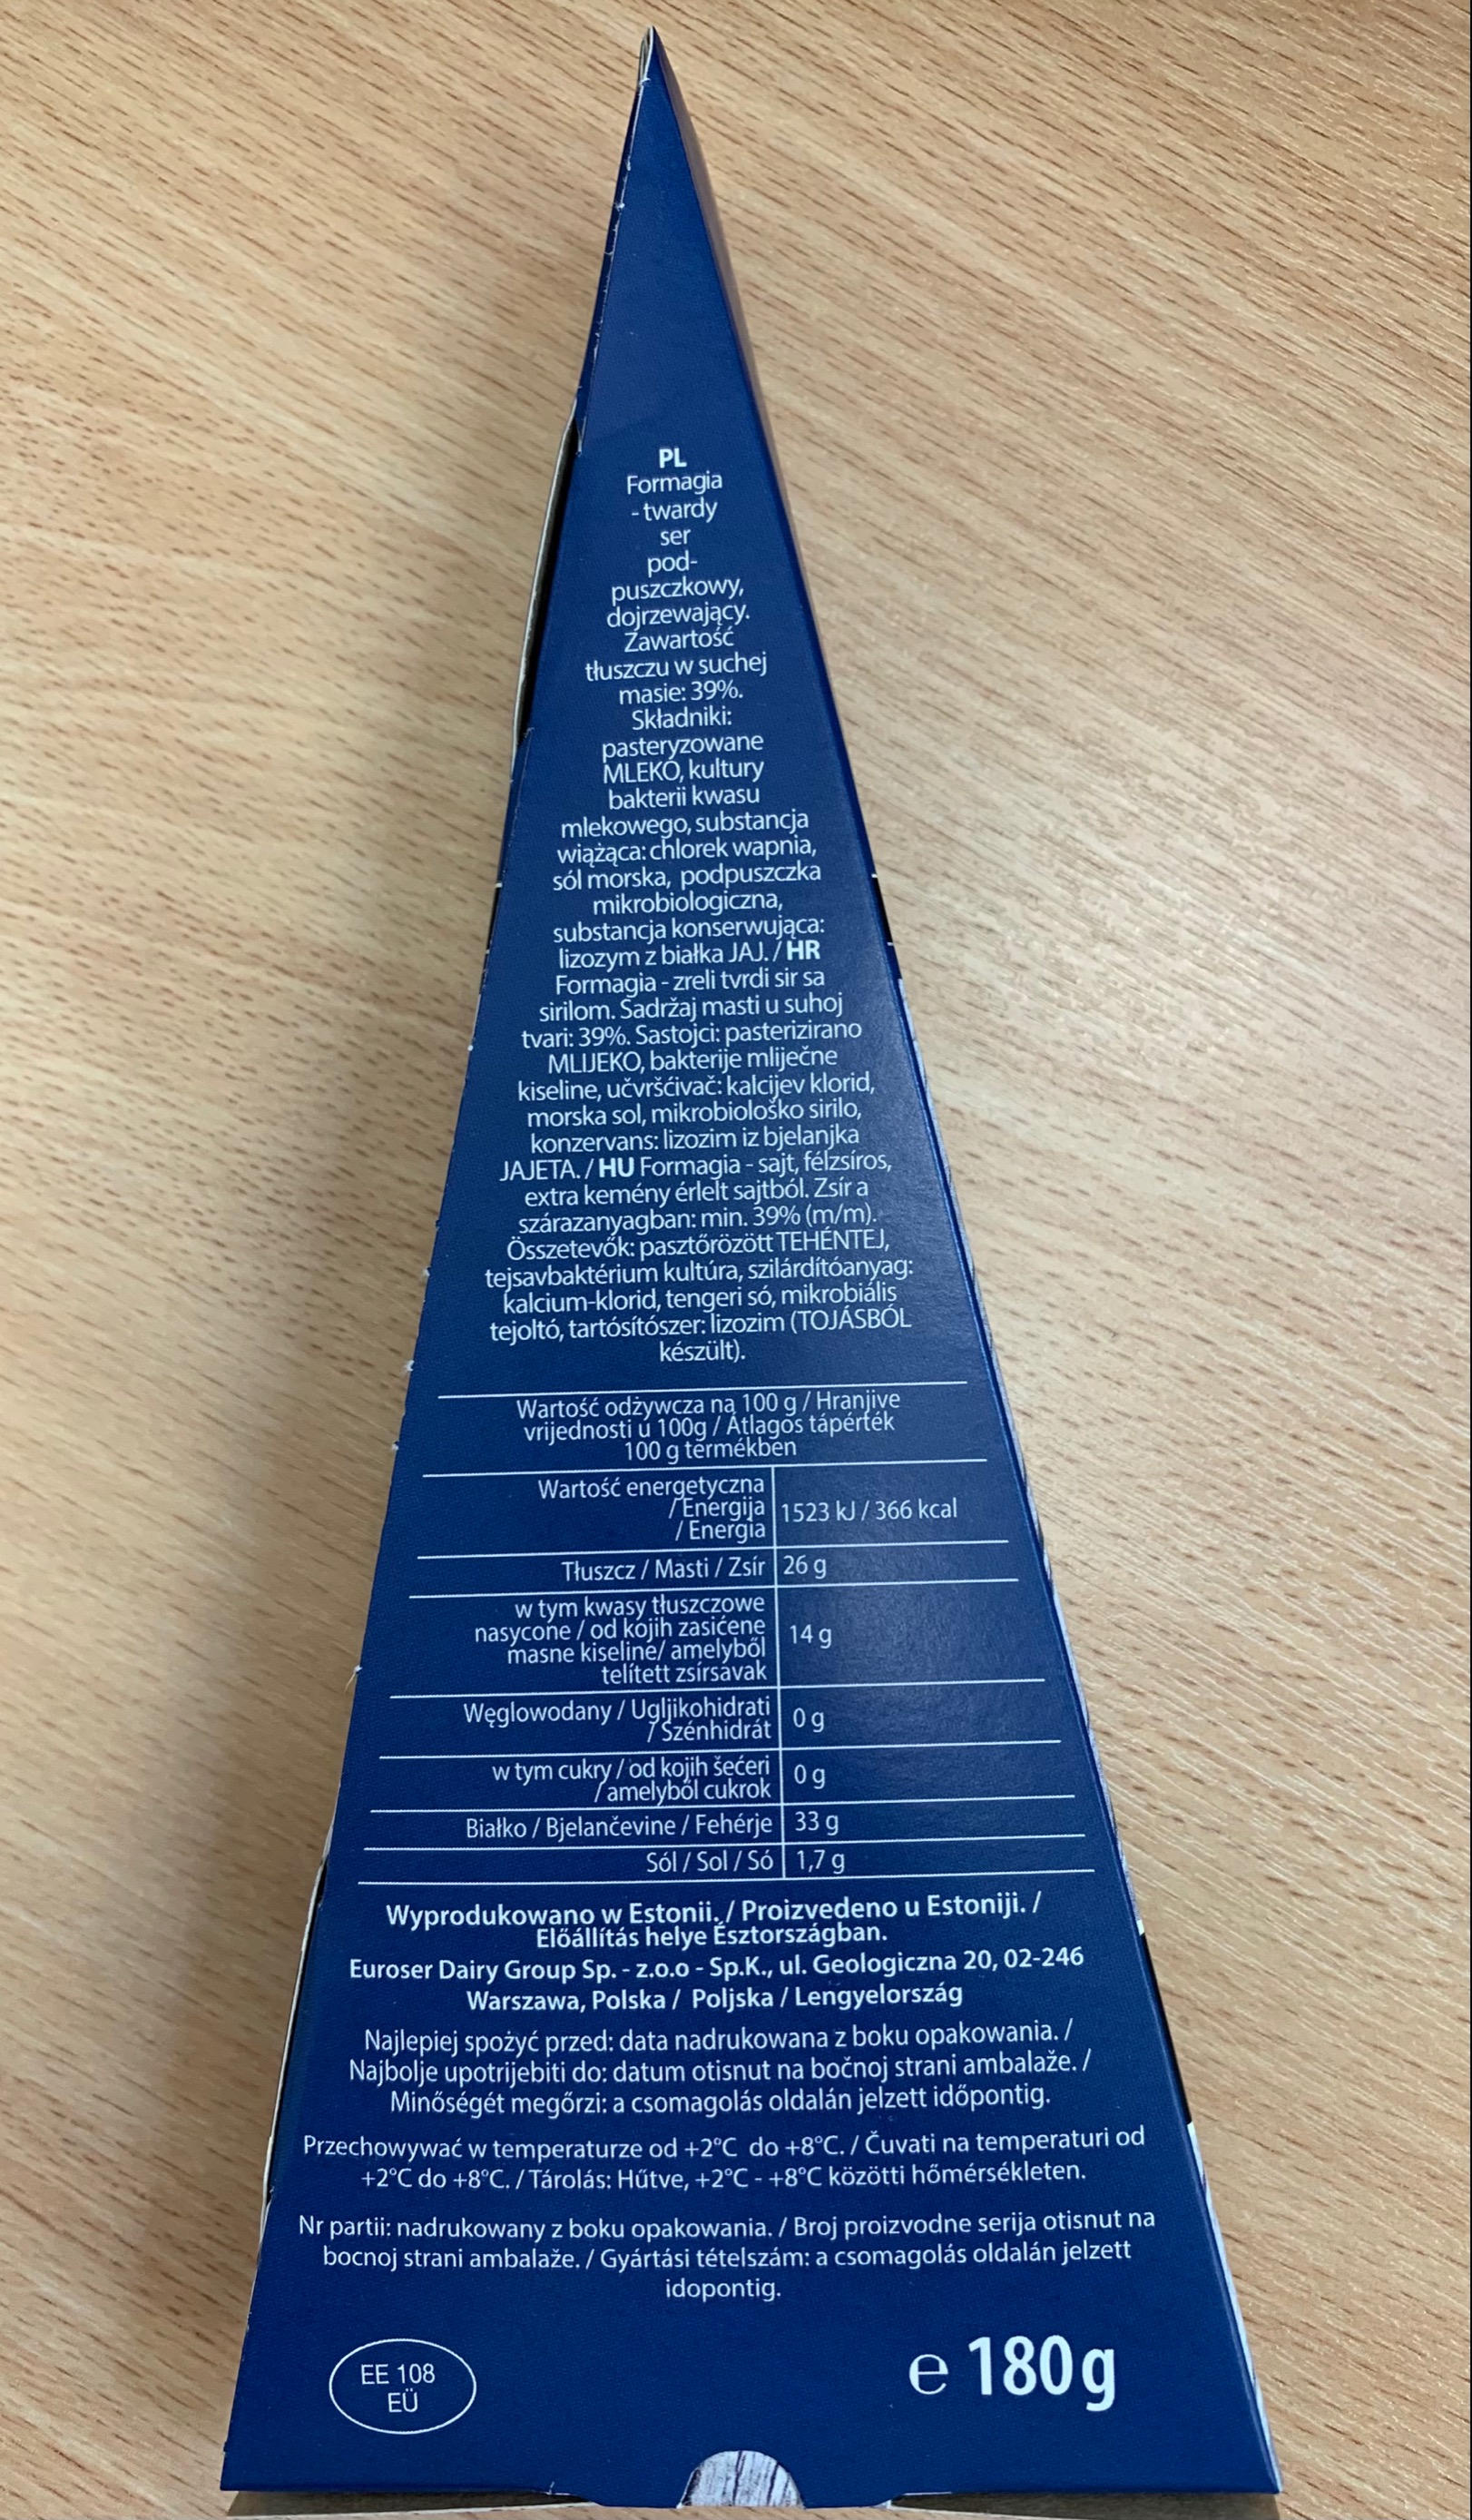 PL
Formagia
- twardy
ser
pod-
puszczkowy,
dojrzewający.
Zawartość
tłuszczu w suchej
masie: 39%.
Składniki:
pasteryzowane
MLEKO, kultury
bakterii kwasu
mlekowego, substancja
wiążąca: chlorek wapnia,
sól morska, podpuszczka
mikrobiologiczna,
substancja konserwująca:
lizozym z białka JAJ. / HR
Formagia - zreli tvrdi sir sa
sirilom. Sadržaj masti u suhoj
tvari: 39%. Sastojci: pasterizirano
MLIJEKO, bakterije mliječne
kiseline, učvršćivač: kalcijev klorid,
morska sol, mikrobiološko sirilo,
konzervans: lizozim iz bjelanjka
JAJETA. / HU Formagia - sajt, félzsíros,
extra kemény érlelt sajtból. Zsír a
szárazanyagban: min. 39% (m/m).
Összetevők: pasztőrözött TEHÉNTEJ,
tejsavbaktérium kultúra, szilárdítóanyag:
kalcium-klorid, tengeri só, mikrobiális
tejoltó, tartósítószer: lizozim (TOJÁSBÓL
készült).
Wartość odżywcza na 100 g / Hranjive
vrijednosti u 100g / Átlagos tápérték
100 g termékben
Wartość energetyczna
/ Energija
/ Energia
1523 kJ / 366 kcal
Tłuszcz / Masti / Zsír 26 g
w tym kwasy tłuszczowe
nasycone / od kojih zasićene
masne kiseline/ amelyből
telített zsírsavak
14 g
Węglowodany / Ugljikohidrati
/ Szénhidrát
0 g
w tym cukry / od kojih šećeri
/ amelyből cukrok
0 g
Białko / Bjelančevine / Fehérje 33 g
Sól / Sol / Só 1,7 g
Wyprodukowano w Estonii. / Proizvedeno u Estoniji. /
Előállítás helye Észtországban.
Euroser Dairy Group Sp. - z.o.o - Sp.K., ul. Geologiczna 20, 02-246
Warszawa, Polska / Poljska / Lengyelország
Najlepiej spożyć przed: data nadrukowana z boku opakowania. /
Najbolje upotrijebiti do: datum otisnut na bočnoj strani ambalaže. /
Minőségét megőrzi: a csomagolás oldalán jelzett időpontig.
Przechowywać w temperaturze od +2°C do +8°C. / Čuvati na temperaturi od
+2°C do +8°C. / Tárolás: Hűtve, +2°C - +8°C közötti hőmérsékleten.
Nr partii: nadrukowany z boku opakowania. / Broj proizvodne serija otisnut na
bocnoj strani ambalaže. / Gyártási tételszám: a csomagolás oldalán jelzett
idopontig.
EE 108
EÜ
e 180g